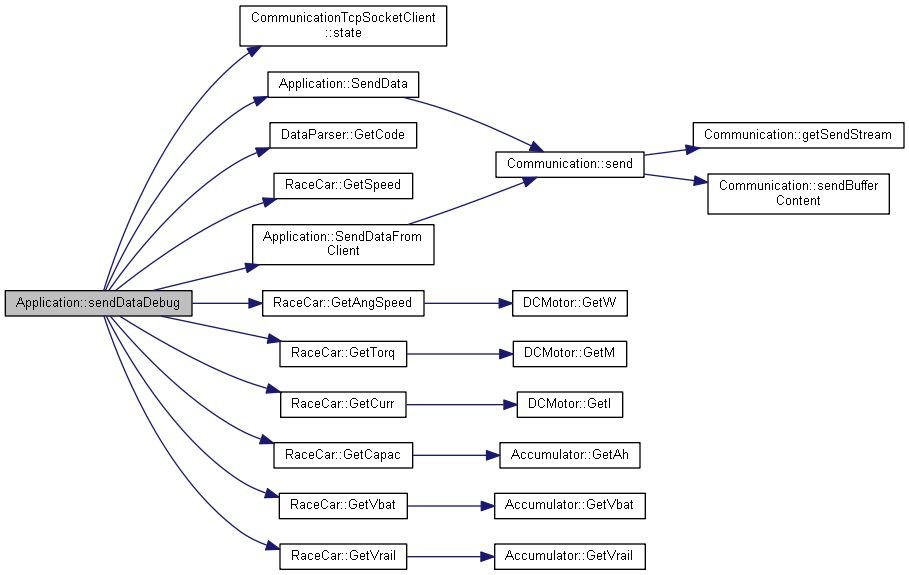 CommunicationTcpSocketClient
::state
Application::SendData
DataParser::GetCode
Communication::getSendStream
Communication::send
RaceCar::GetSpeed
Communication::sendBuffer
Content
Application::SendDataFrom
Client
Application::sendDataDebug
RaceCar::GetAngSpeed
DCMotor::GetW
RaceCar::GetTorq
DCMotor::GetM
RaceCar::GetCurr
DCMotor::GetI
RaceCar::GetCapac
Accumulator::GetAh
RaceCar::GetVbat
Accumulator::GetVbat
RaceCar::GetVrail
Accumulator::GetVrail